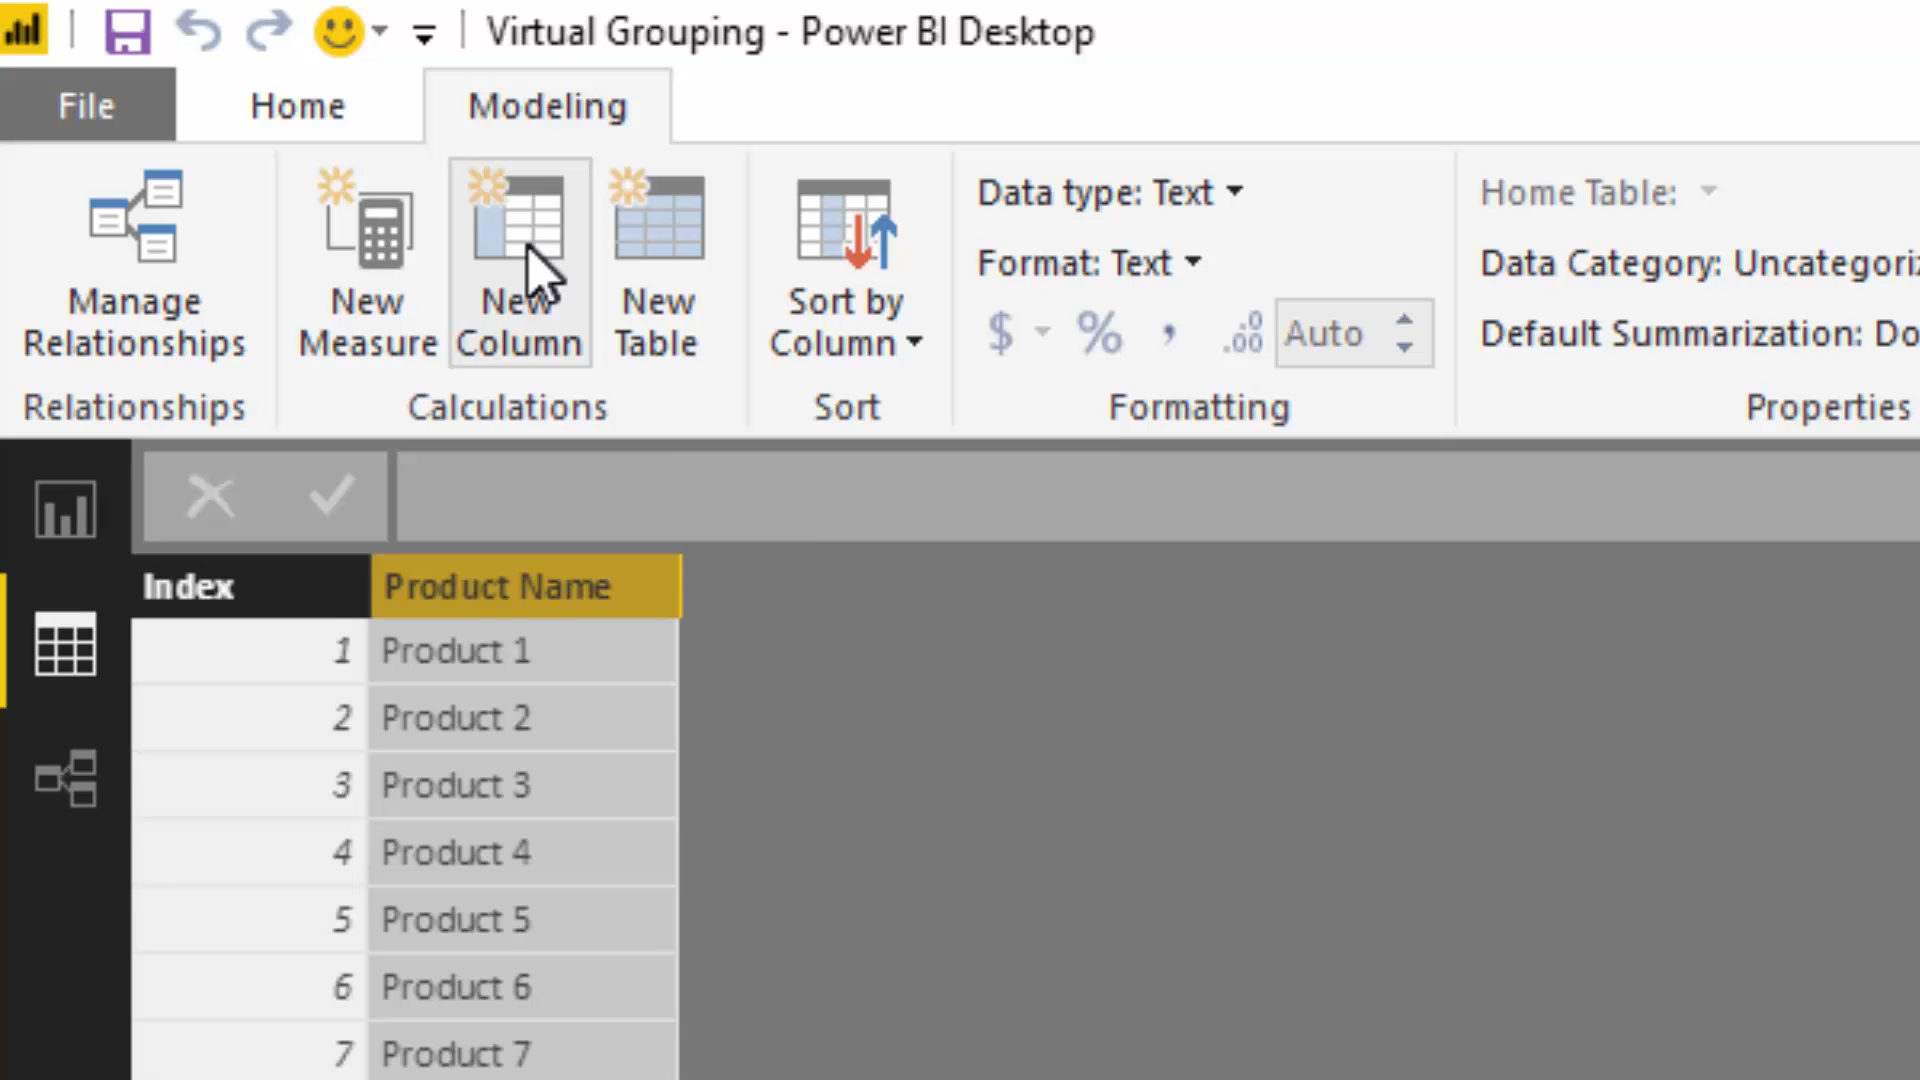 Virtual Grouping - Power BI Desktop
File Home Modeling
Manage Relationships
New Measure
New Column
New Table
Sort by Column
Data type: Text
Format: Text
$ % , .0 .00 Auto
Home Table:
Data Category: Uncategoriz
Default Summarization: Do
Relationships Calculations Sort Formatting Properties
Index Product Name
1 Product 1
2 Product 2
3 Product 3
4 Product 4
5 Product 5
6 Product 6
7 Product 7